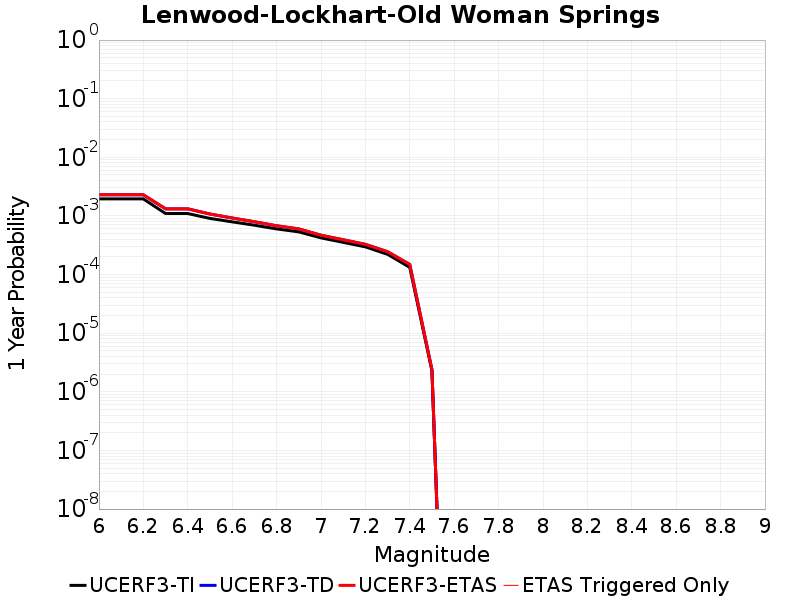 Lenwood-Lockhart-Old Woman Springs
10^0
10^-1
10^-2
10^-3
10^-4
10^-5
10^-6
10^-7
10^-8
1 Year Probability
6 6.2 6.4 6.6 6.8 7 7.2 7.4 7.6 7.8 8 8.2 8.4 8.6 8.8 9
Magnitude
UCERF3-TI UCERF3-TD UCERF3-ETAS ETAS Triggered Only